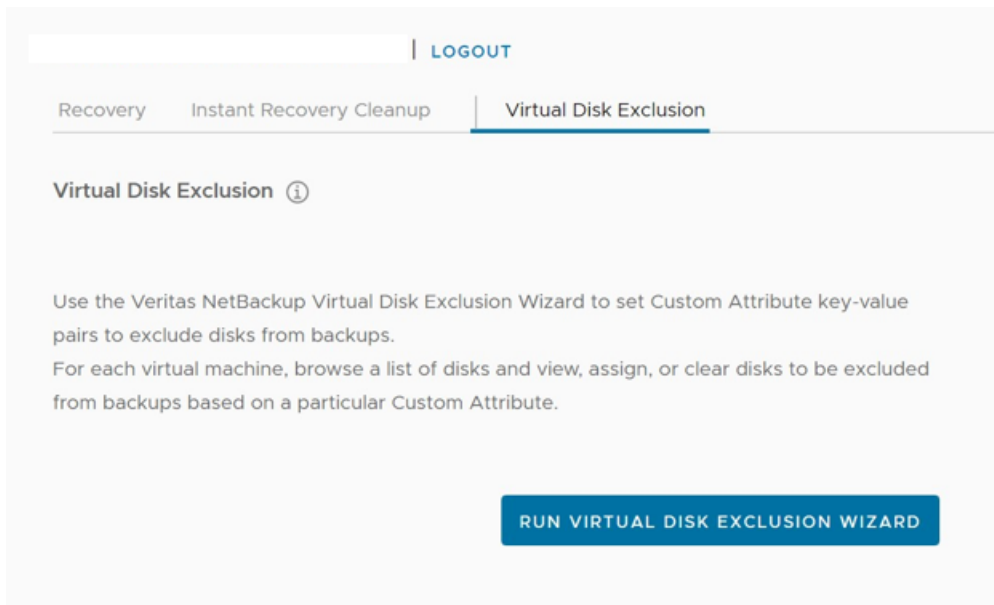 | LOGOUT
Recovery Instant Recovery Cleanup Virtual Disk Exclusion
Virtual Disk Exclusion
Use the Veritas NetBackup Virtual Disk Exclusion Wizard to set Custom Attribute key-value
pairs to exclude disks from backups.
For each virtual machine, browse a list of disks and view, assign, or clear disks to be excluded
from backups based on a particular Custom Attribute.
RUN VIRTUAL DISK EXCLUSION WIZARD